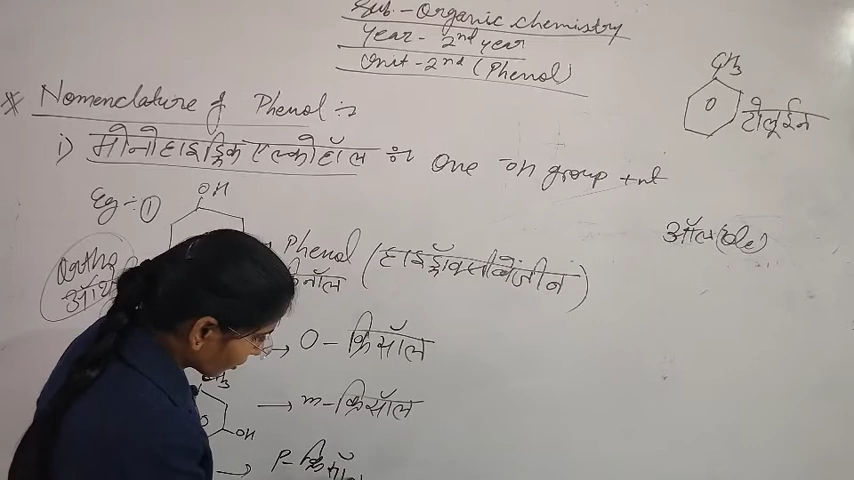 Sub.- Organic chemistry
Year- 2nd year
Unit-2nd (Phenol)
CH3
टोलूईन
* Nomenclature of Phenol :-
i) मोनोहाइड्रिक एल्कोहॉल :- One -oh group +nt
Eg :- ①
OH
ऑल (Ole)
Ortho
Phenol (हाइड्रॉक्सीबेंजीन)
O - क्रिसॉल
CH3
m - क्रिसॉल
OH
P - क्रिसॉल